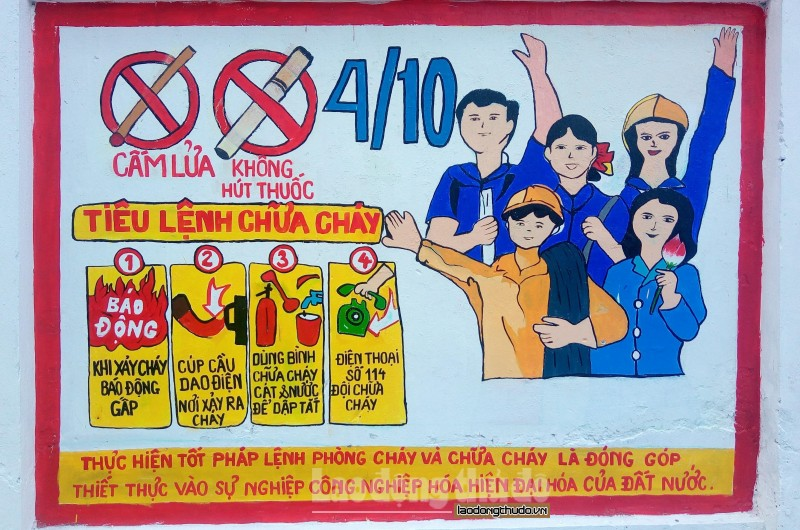 4/10
CẤM LỬA
KHÔNG
HÚT THUỐC
TIÊU LỆNH CHỮA CHÁY
1
BÁO
ĐỘNG
KHI XẢY CHÁY
BÁO ĐỘNG
GẤP
2
CÚP CẦU
DAO ĐIỆN
NƠI XẢY RA
CHÁY
3
DÙNG BÌNH
CHỮA CHÁY
CÁT & NƯỚC
ĐỂ DẬP TẮT
4
ĐIỆN THOẠI
SỐ 114
ĐỘI CHỮA
CHÁY
THỰC HIỆN TỐT PHÁP LỆNH PHÒNG CHÁY VÀ CHỮA CHÁY LÀ ĐÓNG GÓP
THIẾT THỰC VÀO SỰ NGHIỆP CÔNG NGHIỆP HÓA HIỆN ĐẠI HÓA CỦA ĐẤT NƯỚC.
laodongthudo
laodongthudo.vn